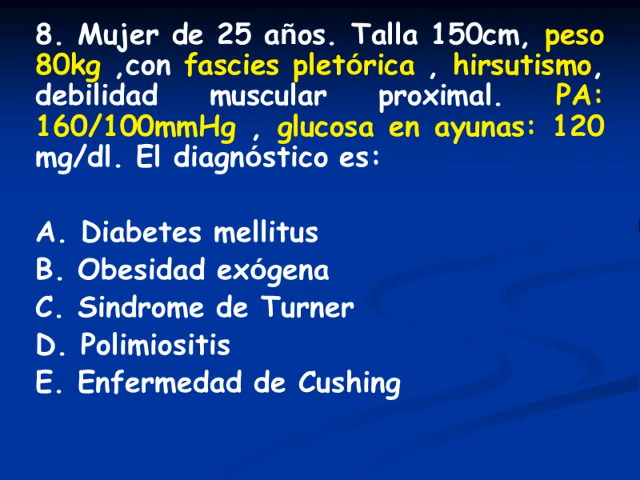 8. Mujer de 25 años. Talla 150cm, peso
80kg ,con fascies pletórica , hirsutismo,
debilidad muscular proximal. PA:
160/100mmHg , glucosa en ayunas: 120
mg/dl. El diagnóstico es:
A. Diabetes mellitus
B. Obesidad exógena
C. Sindrome de Turner
D. Polimiositis
E. Enfermedad de Cushing